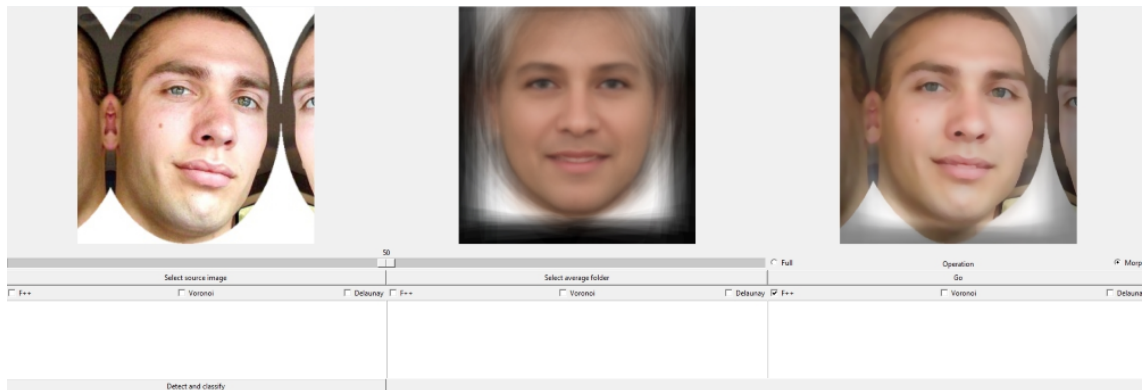 50
Full Operation Morp
Select source image Select average folder Go
F++ Voronoi Delaunay F++ Voronoi Delaunay F++ Voronoi Delauna
Detect and classify